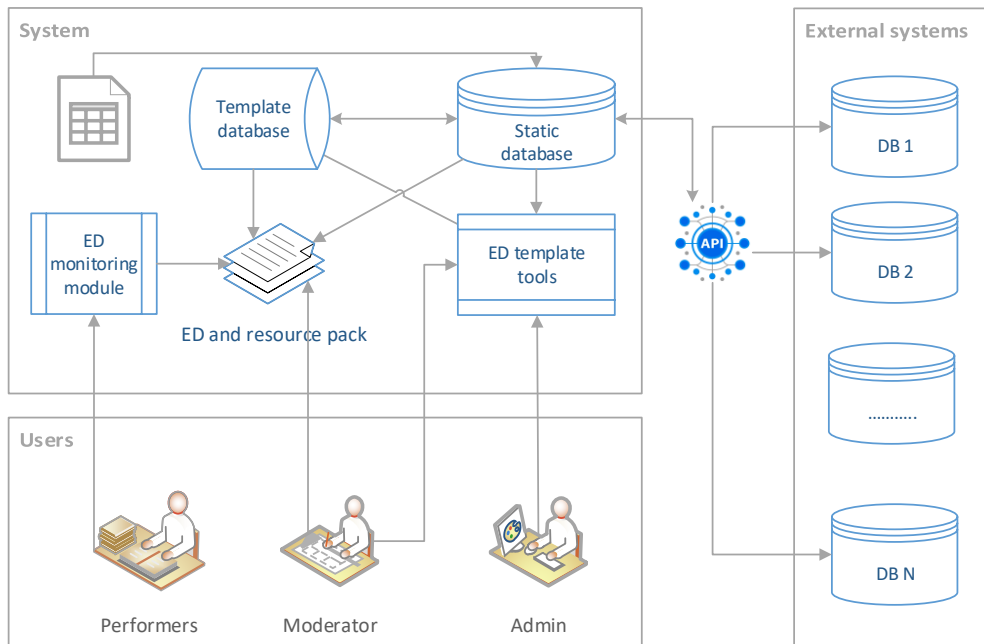 System
External systems
Template
database
Static
database
DB 1
ED
monitoring
module
ED template
tools
API
DB 2
ED and resource pack
...........
Users
DB N
Performers
Moderator
Admin